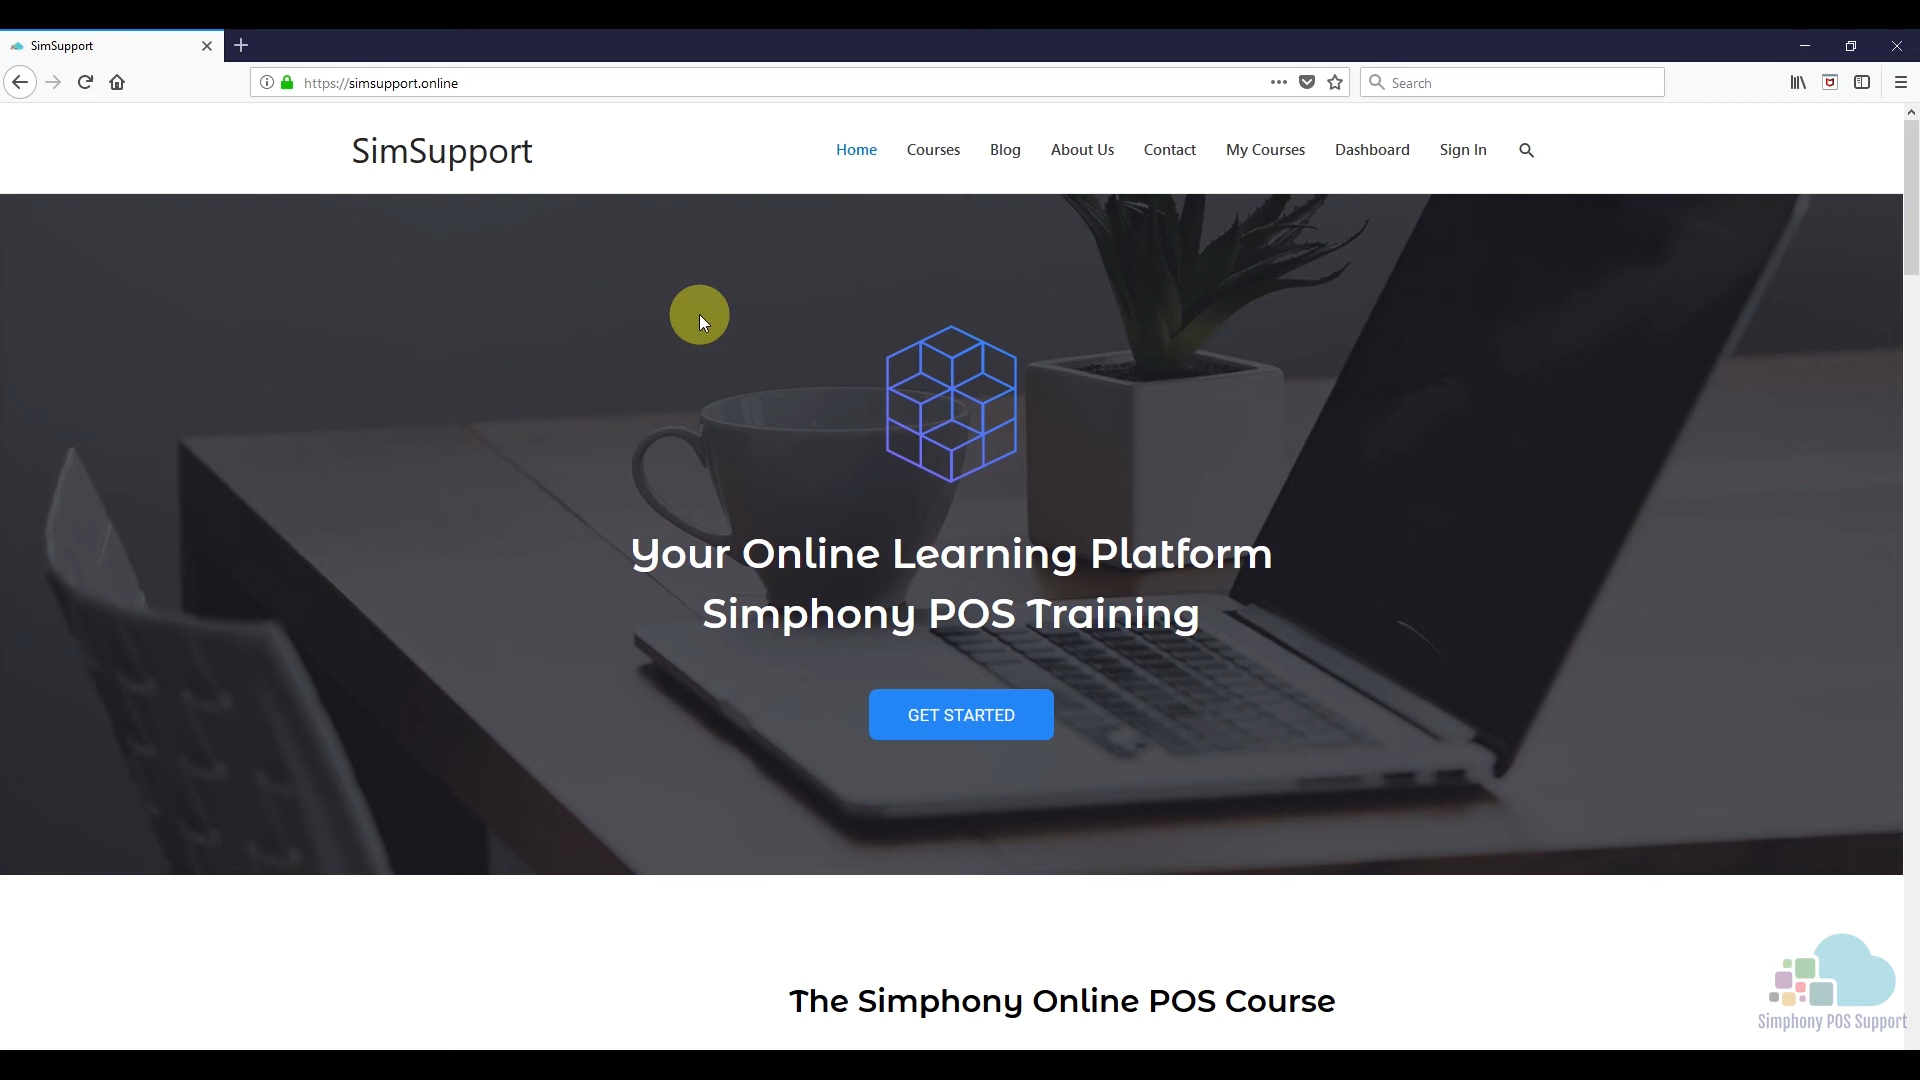 SimSupport
https://simsupport.online
Search
SimSupport
Home Courses Blog About Us Contact My Courses Dashboard Sign In
Your Online Learning Platform
Simphony POS Training
GET STARTED
The Simphony Online POS Course
Simphony POS Support